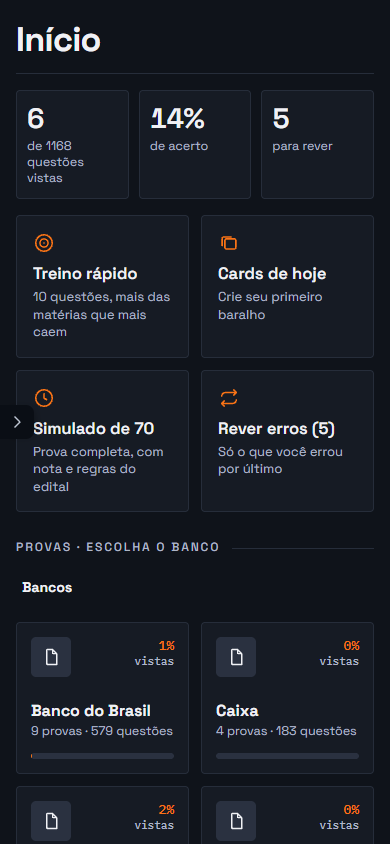 Início
6
de 1168
questões
vistas
14%
de acerto
5
para rever
Treino rápido
10 questões, mais das
matérias que mais
caem
Cards de hoje
Crie seu primeiro
baralho
Simulado de 70
Prova completa, com
nota e regras do
edital
Rever erros (5)
Só o que você errou
por último
PROVAS · ESCOLHA O BANCO
Bancos
1%
vistas
Banco do Brasil
9 provas · 579 questões
0%
vistas
Caixa
4 provas · 183 questões
2%
vistas
0%
vistas